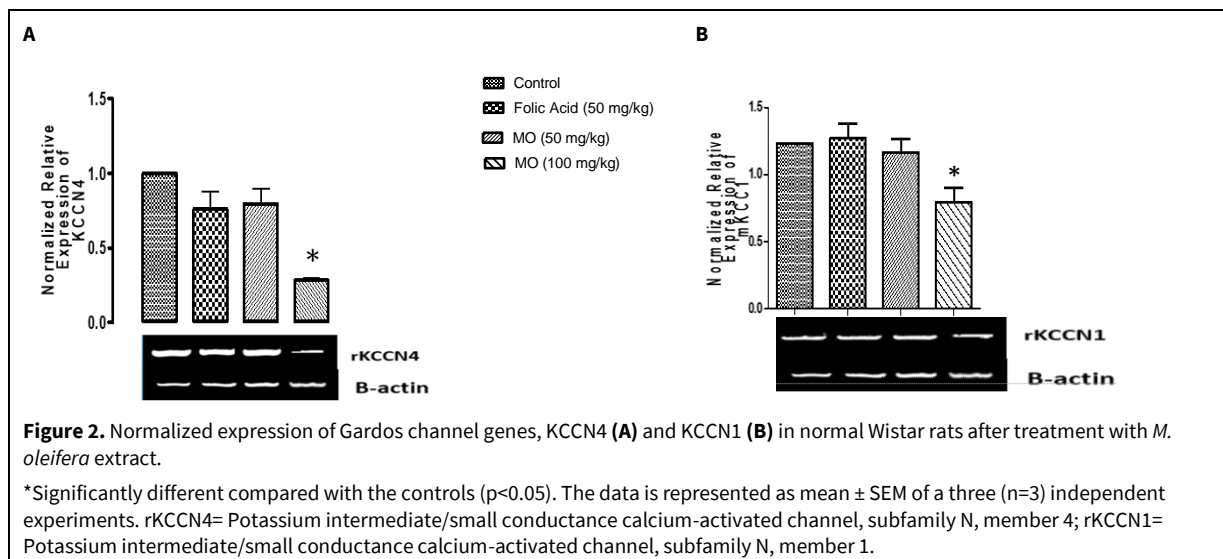 A
B
Control
Folic Acid (50 mg/kg)
MO (50 mg/kg)
MO (100 mg/kg)
Normalized Relative
Expression of
KCCN4
1.5
1.0
0.5
0.0
*
rKCCN4
B-actin
Normalized Relative
Expression of
mKCC1
1.5
1.0
0.5
0.0
*
rKCCN1
B-actin
Figure 2. Normalized expression of Gardos channel genes, KCCN4 (A) and KCCN1 (B) in normal Wistar rats after treatment with M.
oleifera extract.
*Significantly different compared with the controls (p<0.05). The data is represented as mean ± SEM of a three (n=3) independent
experiments. rKCCN4= Potassium intermediate/small conductance calcium-activated channel, subfamily N, member 4; rKCCN1=
Potassium intermediate/small conductance calcium-activated channel, subfamily N, member 1.